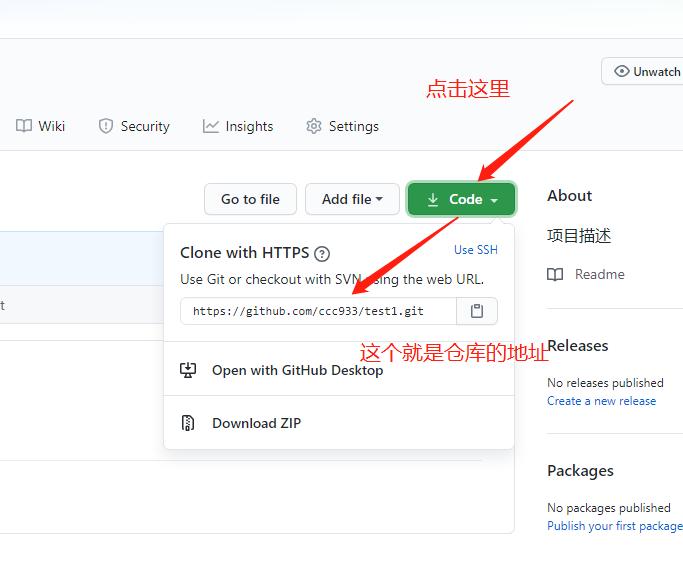 点击这里
Unwatch
Wiki
Security
Insights
Settings
Go to file
Add file
Code
About
Clone with HTTPS
Use SSH
项目描述
Use Git or checkout with SVN using the web URL.
Readme
t
https://github.com/ccc933/test1.git
这个就是仓库的地址
Releases
Open with GitHub Desktop
No releases published
Create a new release
Download ZIP
Packages
No packages published
Publish your first package